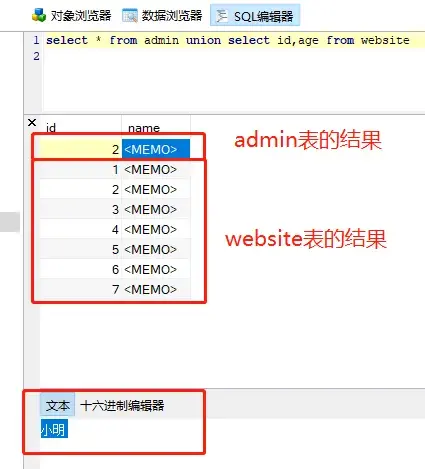 对象浏览器 数据浏览器 SQL编辑器
1 select * from admin union select id,age from website
2
id name
2 <MEMO>
admin表的结果
1 <MEMO>
2 <MEMO>
3 <MEMO>
4 <MEMO>
website表的结果
5 <MEMO>
6 <MEMO>
7 <MEMO>
文本 十六进制编辑器
小明